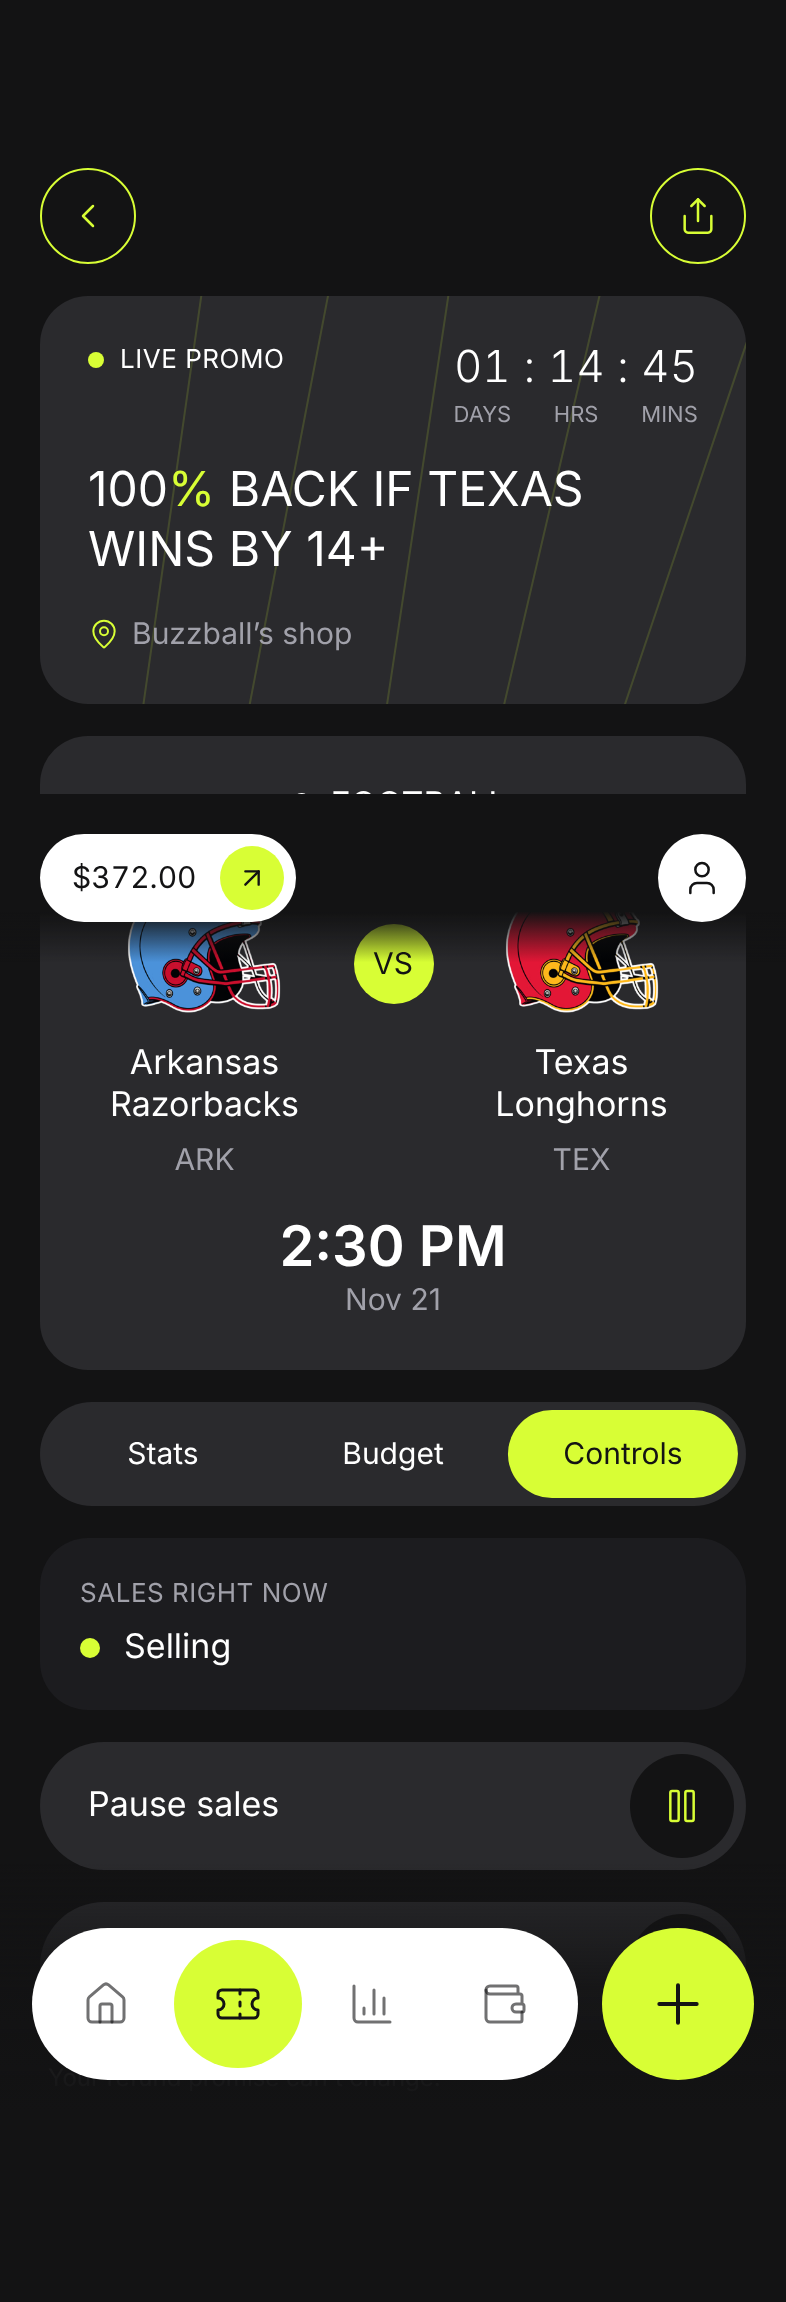 LIVE PROMO
01 : 14 : 45
DAYS HRS MINS
100% BACK IF TEXAS
WINS BY 14+
Buzzball’s shop
FOOTBALL
$372.00
VS
Arkansas
Razorbacks
ARK
Texas
Longhorns
TEX
2:30 PM
Nov 21
Stats
Budget
Controls
SALES RIGHT NOW
Selling
Pause sales